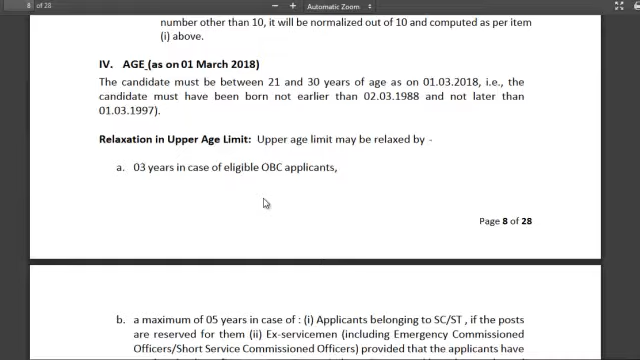 8 of 28
Automatic Zoom
number other than 10, it will be normalized out of 10 and computed as per item
(i) above.
IV. AGE (as on 01 March 2018)
The candidate must be between 21 and 30 years of age as on 01.03.2018, i.e., the
candidate must have been born not earlier than 02.03.1988 and not later than
01.03.1997).
Relaxation in Upper Age Limit: Upper age limit may be relaxed by -
a. 03 years in case of eligible OBC applicants,
Page 8 of 28
b. a maximum of 05 years in case of : (i) Applicants belonging to SC/ST , if the posts
are reserved for them (ii) Ex-servicemen (including Emergency Commissioned
Officers/Short Service Commissioned Officers) provided that the applicants have